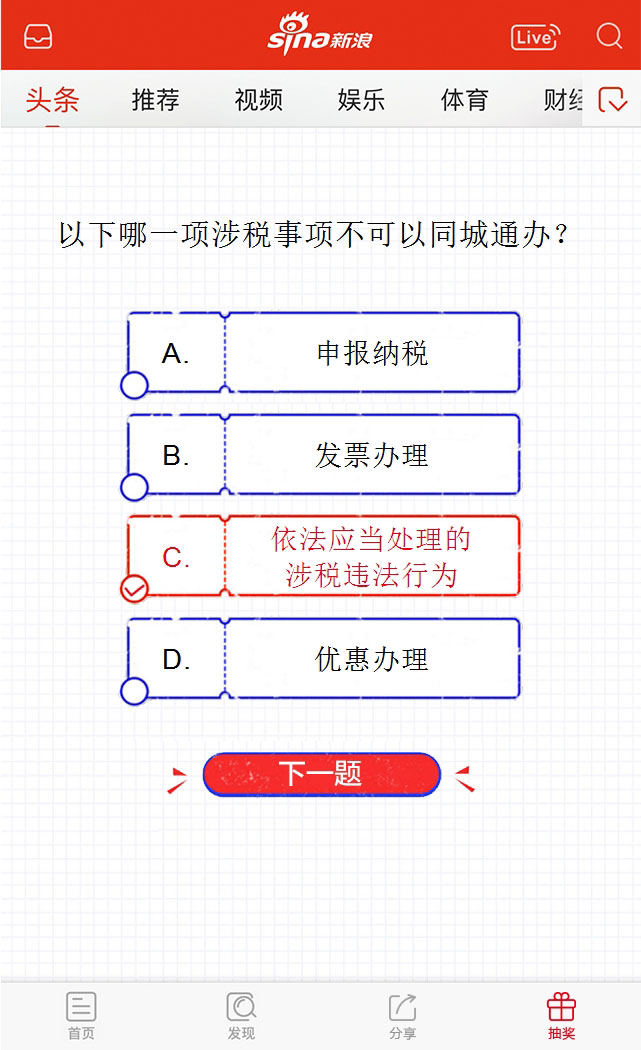 sina新浪
Live
头条 推荐 视频 娱乐 体育 财经
以下哪一项涉税事项不可以同城通办？
A. 申报纳税
B. 发票办理
C. 依法应当处理的
涉税违法行为
D. 优惠办理
下一题
首页 发现 分享 抽奖